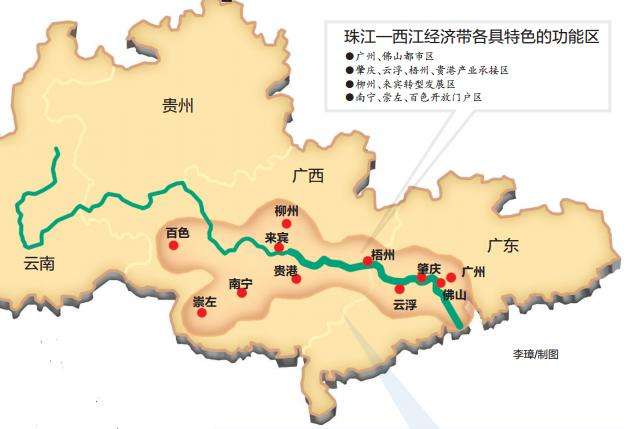 珠江—西江经济带各具特色的功能区
●广州、佛山都市区
●肇庆、云浮、梧州、贵港产业承接区
●柳州、来宾转型发展区
●南宁、崇左、百色开放门户区
贵州
广西
柳州
百色
来宾
广东
梧州
云南
贵港
肇庆
广州
南宁
佛山
崇左
云浮
李璋/制图